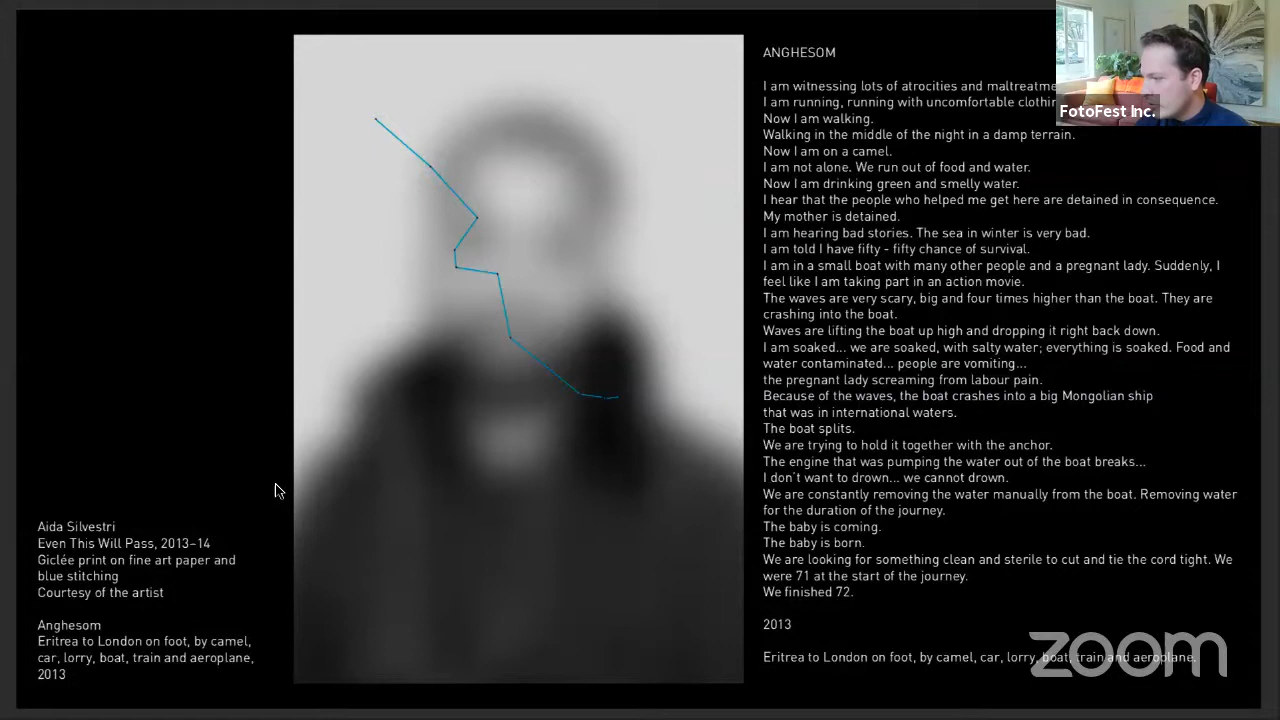 Aida Silvestri
Even This Will Pass, 2013–14
Giclée print on fine art paper and
blue stitching
Courtesy of the artist
Anghesom
Eritrea to London on foot, by camel,
car, lorry, boat, train and aeroplane,
2013
ANGHESOM
I am witnessing lots of atrocities and
I am running, running with uncomfortable
Now I am walking.
Walking in the middle of the night in a damp terrain.
Now I am on a camel.
I am not alone. We run out of food and water.
Now I am drinking green and smelly water.
I hear that the people who helped me get here are detained in consequence.
My mother is detained.
I am hearing bad stories. The sea in winter is very bad.
I am told I have fifty - fifty chance of survival.
I am in a small boat with many other people and a pregnant lady. Suddenly, I
feel like I am taking part in an action movie.
The waves are very scary, big and four times higher than the boat. They are
crashing into the boat.
Waves are lifting the boat up high and dropping it right back down.
I am soaked... we are soaked, with salty water; everything is soaked. Food and
water contaminated... people are vomiting...
the pregnant lady screaming from labour pain.
Because of the waves, the boat crashes into a big Mongolian ship
that was in international waters.
The boat splits.
We are trying to hold it together with the anchor.
The engine that was pumping the water out of the boat breaks...
I don't want to drown... we cannot drown.
We are constantly removing the water manually from the boat. Removing water
for the duration of the journey.
The baby is coming.
The baby is born.
We are looking for something clean and sterile to cut and tie the cord tight. We
were 71 at the start of the journey.
We finished 72.
2013
Eritrea to London on foot, by camel, car, lorry, boat, train and aeroplane.
FotoFest Inc.
zoom